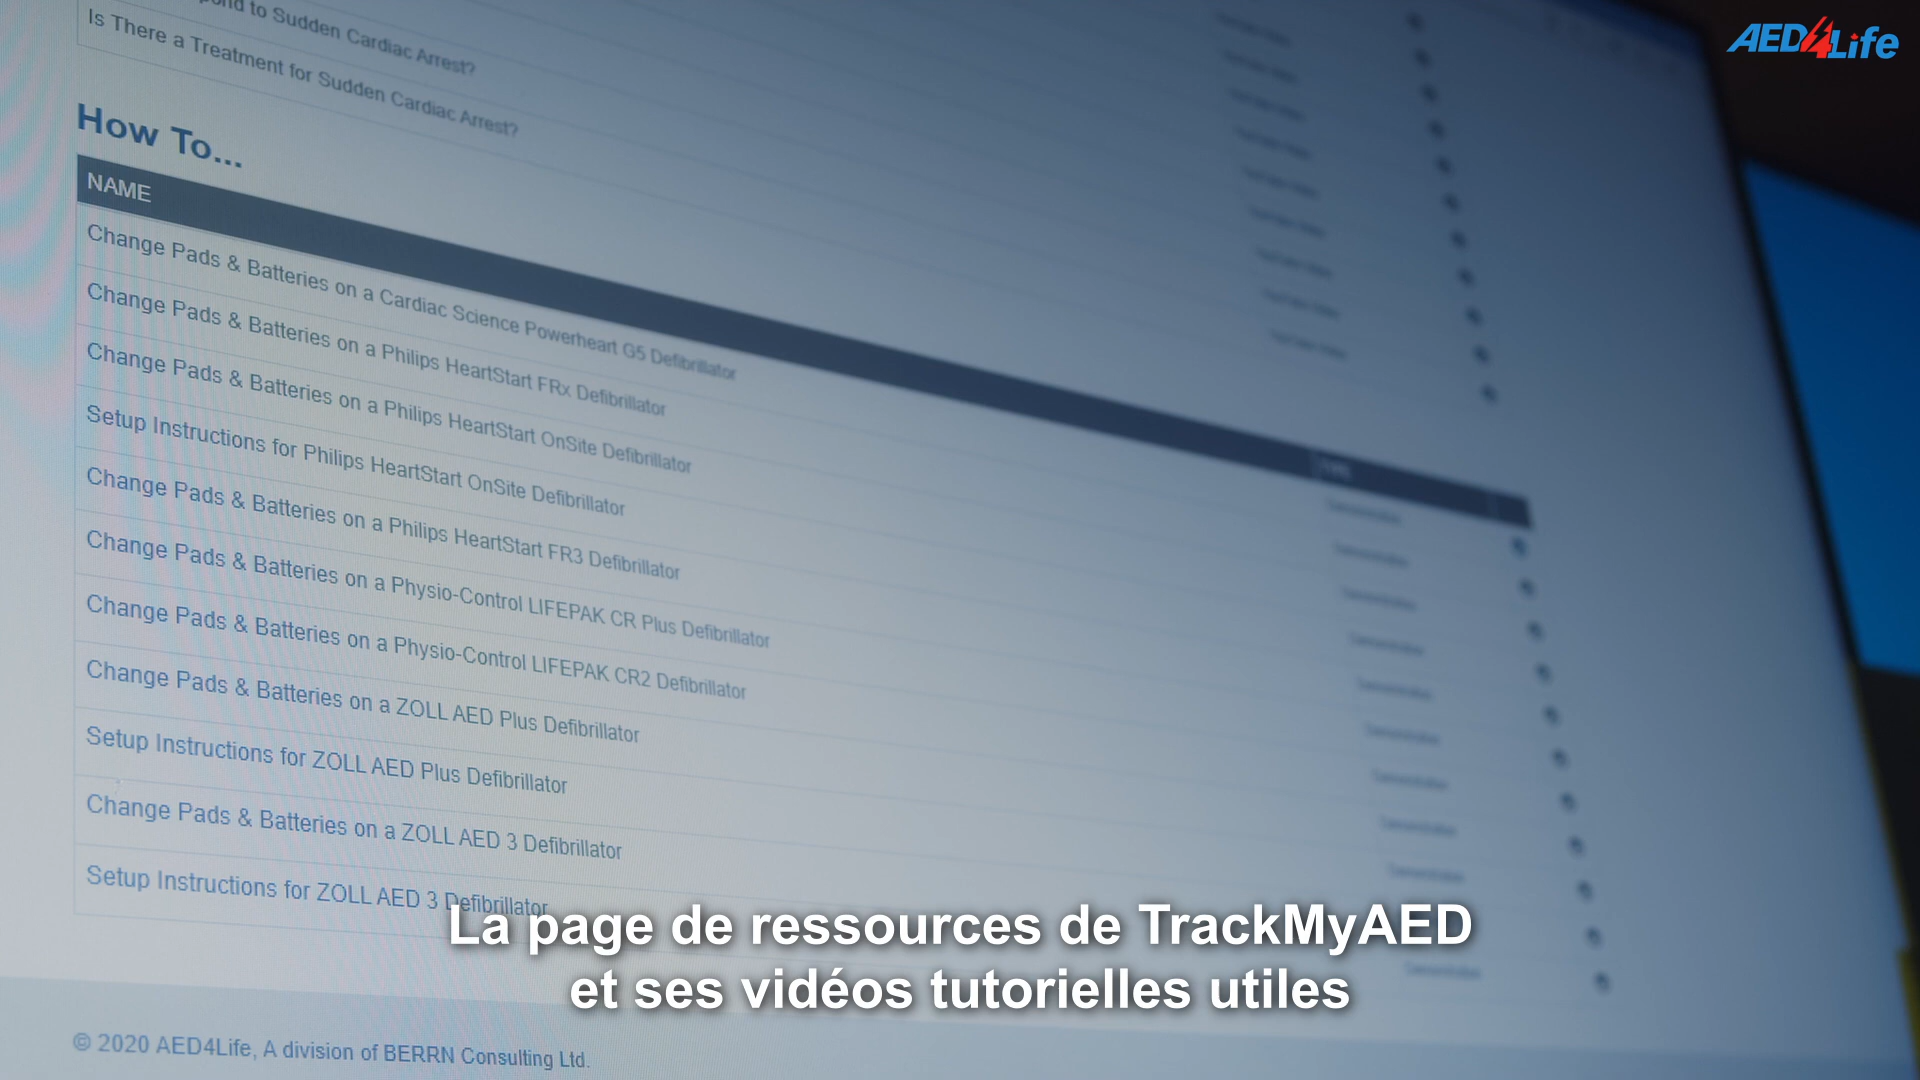 to Sudden Cardiac Arrest?
Is There a Treatment for Sudden Cardiac Arrest?
AED4Life
How To...
NAME
Change Pads & Batteries on a Cardiac Science Powerheart G5 Defibrillator
Change Pads & Batteries on a Philips HeartStart FRx Defibrillator
Change Pads & Batteries on a Philips HeartStart OnSite Defibrillator
Setup Instructions for Philips HeartStart OnSite Defibrillator
Change Pads & Batteries on a Philips HeartStart FR3 Defibrillator
Change Pads & Batteries on a Physio-Control LIFEPAK CR Plus Defibrillator
Change Pads & Batteries on a Physio-Control LIFEPAK CR2 Defibrillator
Change Pads & Batteries on a ZOLL AED Plus Defibrillator
Setup Instructions for ZOLL AED Plus Defibrillator
Change Pads & Batteries on a ZOLL AED 3 Defibrillator
Setup Instructions for ZOLL AED 3 Defibrillator
La page de ressources de TrackMyAED
et ses vidéos tutorielles utiles
© 2020 AED4Life, A division of BERRN Consulting Ltd.